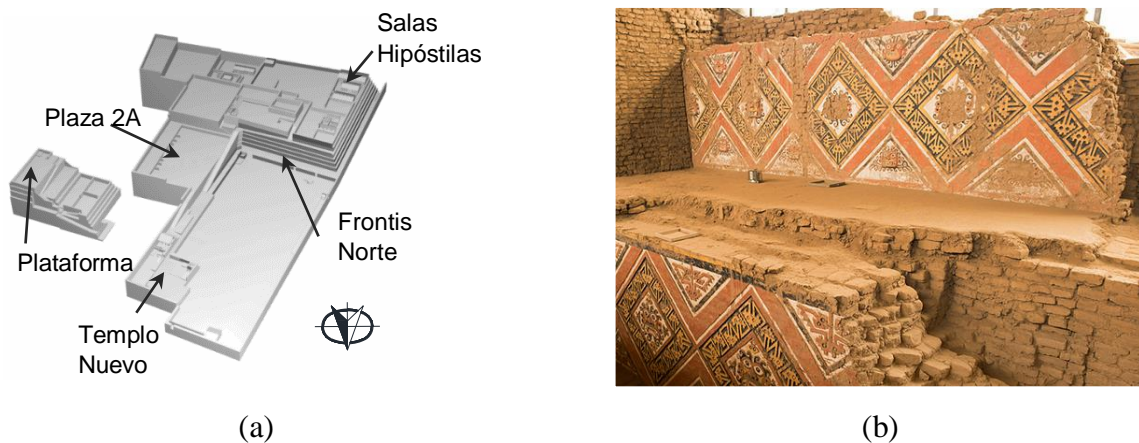 Salas
Hipóstilas
Plaza 2A
Frontis
Norte
Plataforma
Templo
Nuevo
(a)
(b)